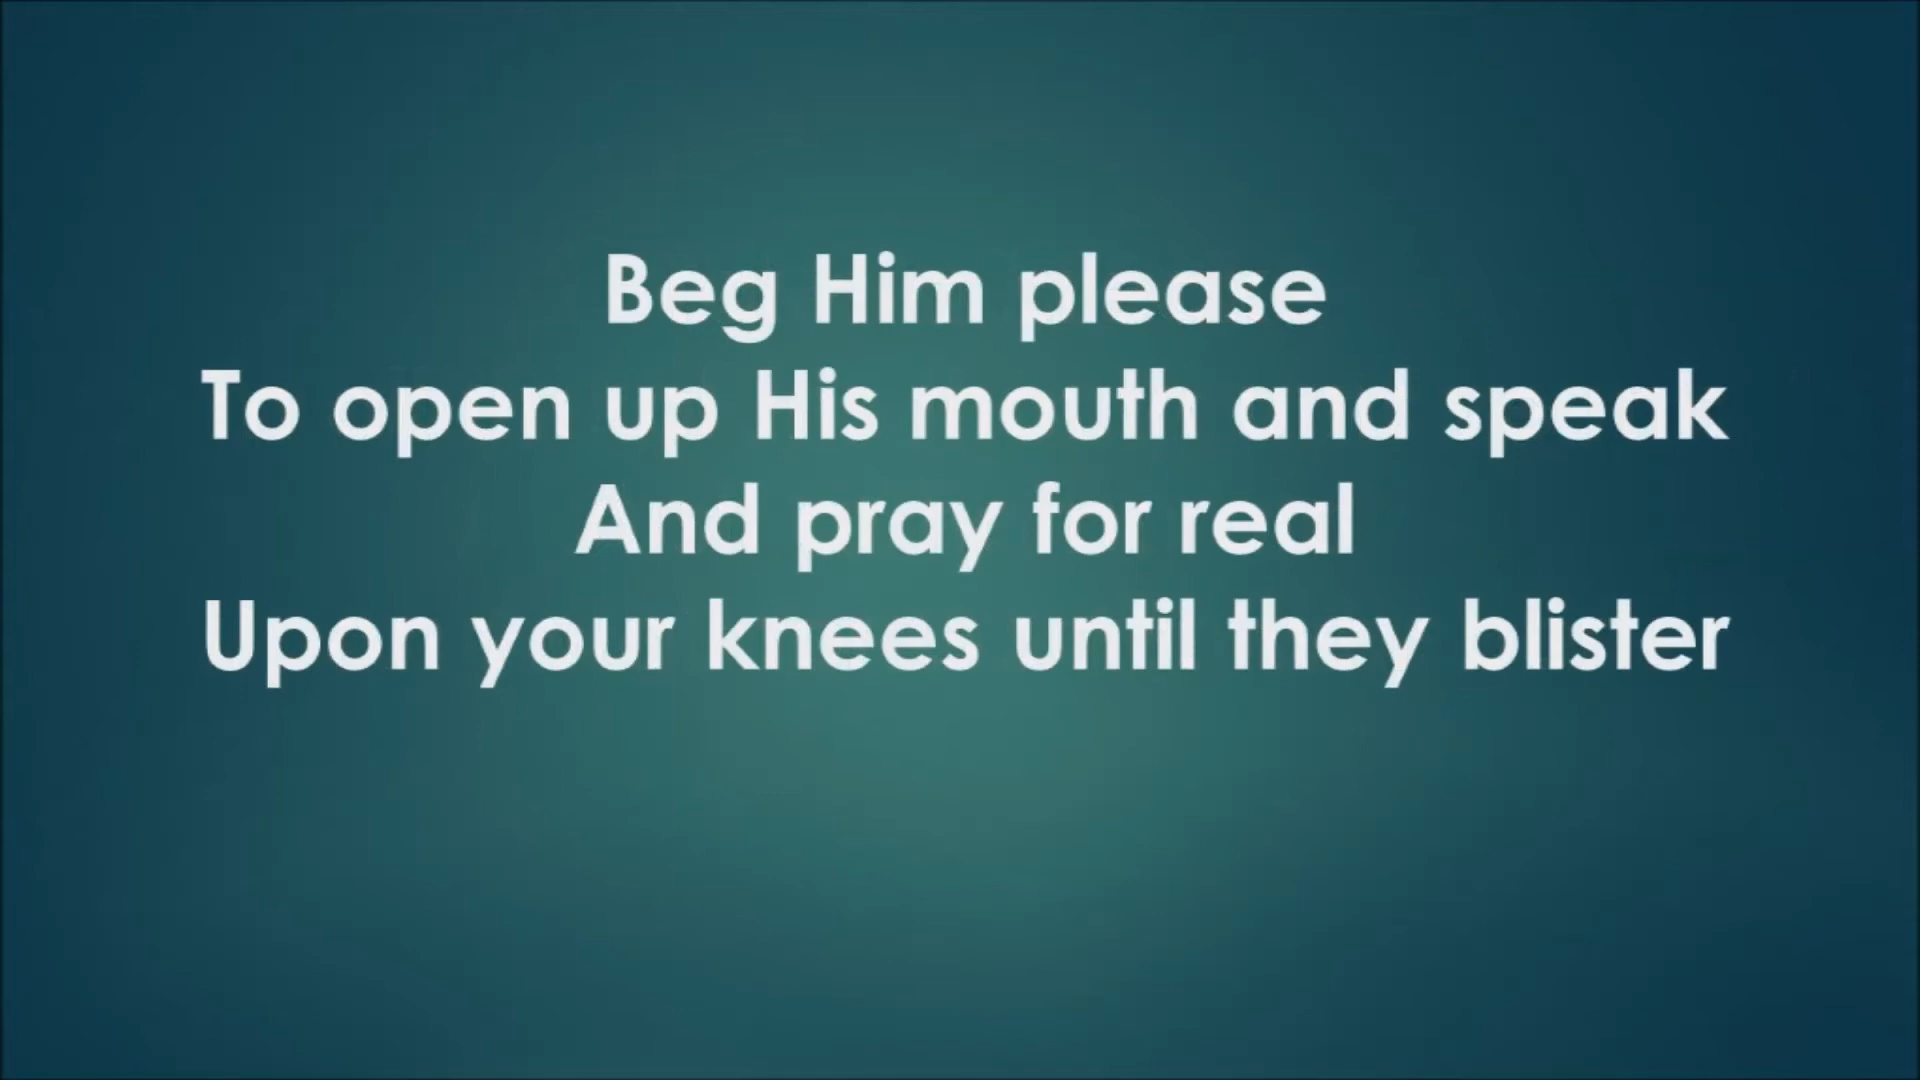 Beg Him please
To open up His mouth and speak
And pray for real
Upon your knees until they blister